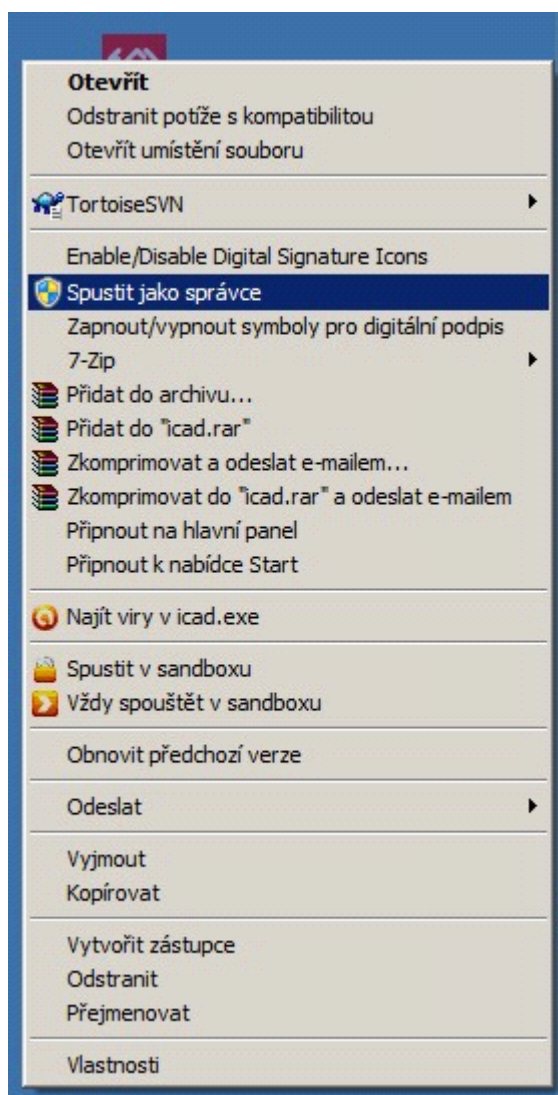 Otevřít
Odstranit potíže s kompatibilitou
Otevřít umístění souboru
TortoiseSVN
Enable/Disable Digital Signature Icons
Spustit jako správce
Zapnout/vypnout symboly pro digitální podpis
7-Zip
Přidat do archivu...
Přidat do "icad.rar"
Zkomprimovat a odeslat e-mailem...
Zkomprimovat do "icad.rar" a odeslat e-mailem
Připnout na hlavní panel
Připnout k nabídce Start
Najít viry v icad.exe
Spustit v sandboxu
Vždy spouštět v sandboxu
Obnovit předchozí verze
Odeslat
Vyjmout
Kopírovat
Vytvořit zástupce
Odstranit
Přejmenovat
Vlastnosti